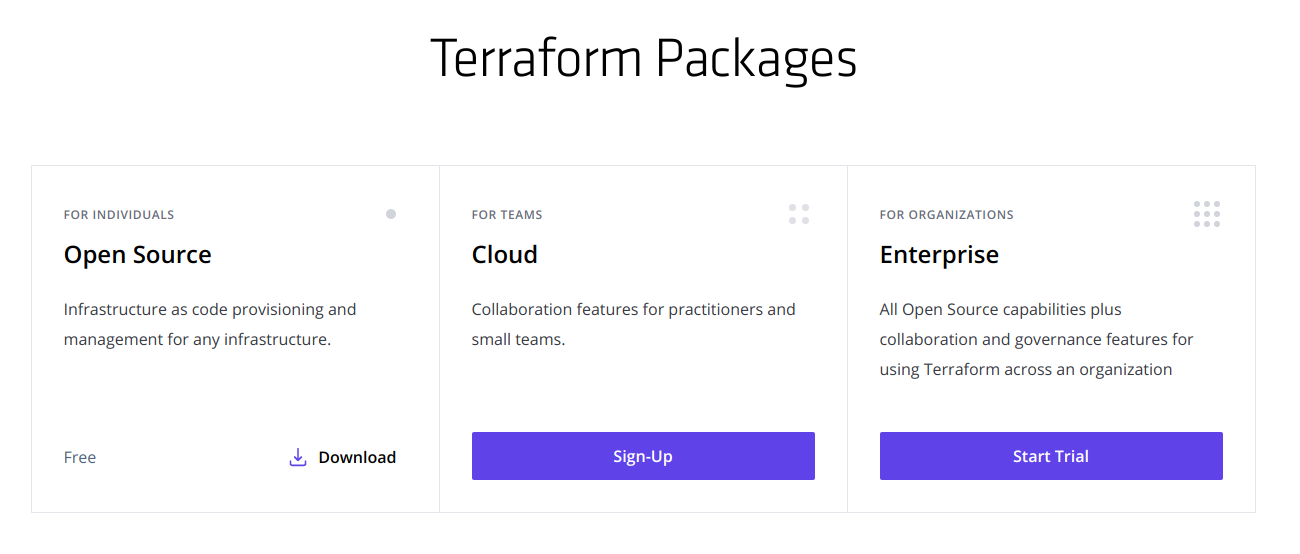 Terraform Packages
FOR INDIVIDUALS
Open Source
Infrastructure as code provisioning and
management for any infrastructure.
Free
Download
FOR TEAMS
Cloud
Collaboration features for practitioners and
small teams.
Sign-Up
FOR ORGANIZATIONS
Enterprise
All Open Source capabilities plus
collaboration and governance features for
using Terraform across an organization
Start Trial